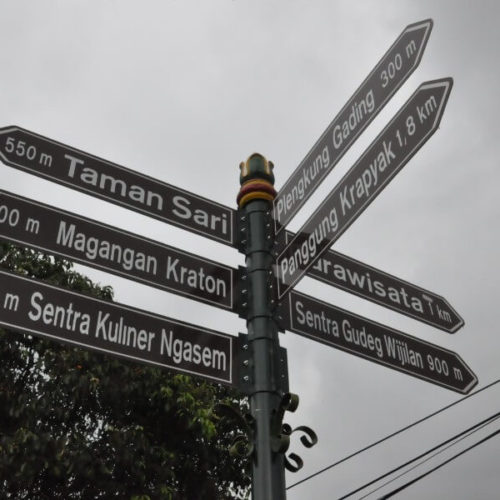 550 m Taman Sari
00 m Magangan Kraton
m Sentra Kuliner Ngasem
Plengkung Gading 300 m
Panggung Krapyak 1,8 km
urawisata 1 km
Sentra Gudeg Wijilan 900 m